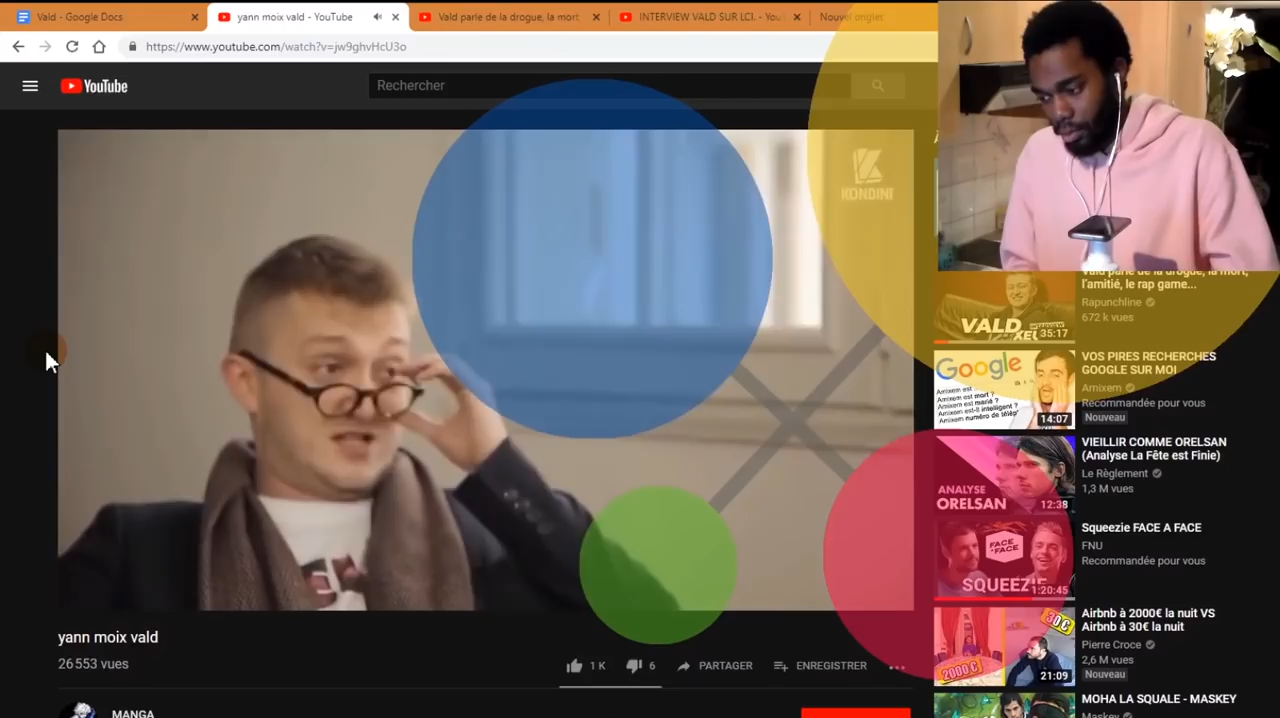 Vald - Google Docs
yann moix vald - YouTube
Vald parle de la drogue, la mort
INTERVIEW VALD SUR LCI. - You
Nouvel onglet
https://www.youtube.com/watch?v=jw9ghvHcU3o
YouTube
Rechercher
KONDINI
Vald parle de la drogue, la mort,
l'amitié, le rap game...
Rapunchline
672 k vues
VALD
35:17
VOS PIRES RECHERCHES
GOOGLE SUR MOI
Amixem
Recommandée pour vous
Nouveau
Google
Amixem est
Amixem est mort ?
Amixem est marié ?
Amixem est-il intelligent ?
Amixem numéro de télép
14:07
VIEILLIR COMME ORELSAN
(Analyse La Fête est Finie)
Le Règlement
1,3 M vues
ANALYSE
ORELSAN
12:38
Squeezie FACE A FACE
FNU
Recommandée pour vous
FACE A
FACE
SQUEEZIE
1:20:45
Airbnb à 2000€ la nuit VS
Airbnb à 30€ la nuit
Pierre Croce
2,6 M vues
Nouveau
30€
2000€
21:09
MOHA LA SQUALE - MASKEY
Maskey
yann moix vald
26 553 vues
1 K
6
PARTAGER
ENREGISTRER
MANGA